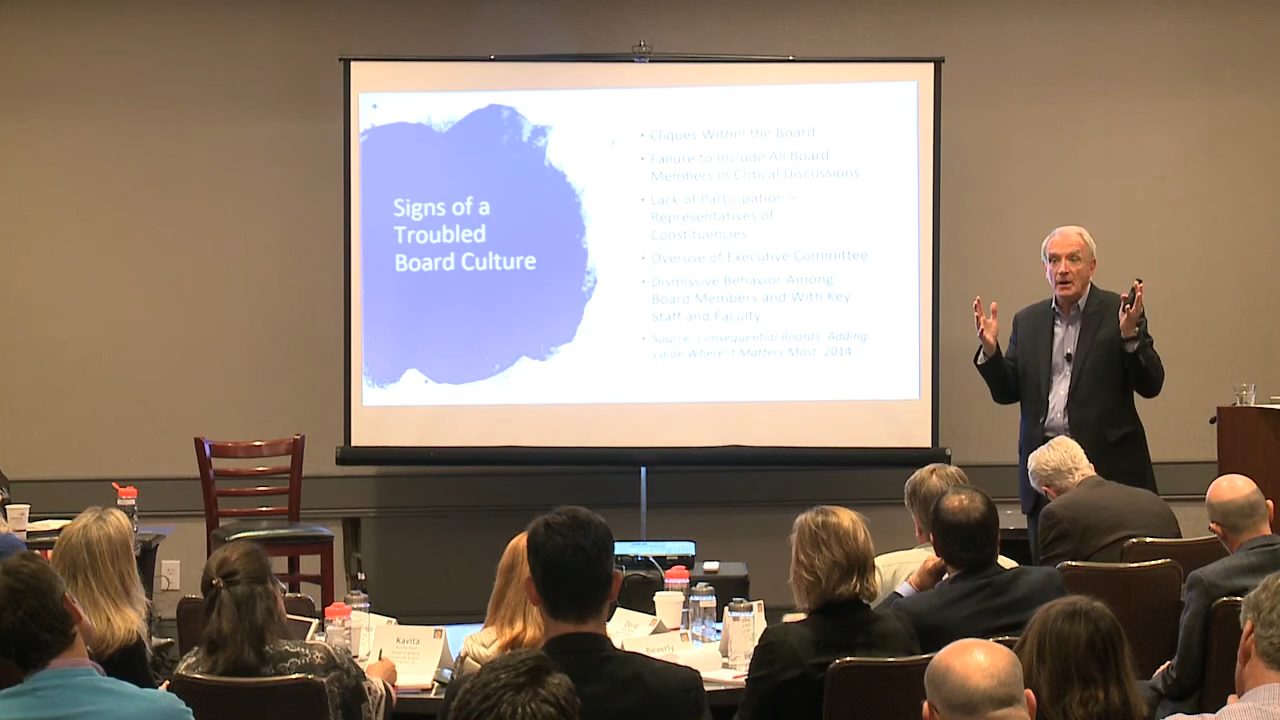 Signs of a
Troubled
Board Culture
• Cliques Within the Board
• Failure to Include All Board
Members in Critical Discussions
• Lack of Participation –
Representatives of
Constituencies
• Overuse of Executive Committee
• Dismissive Behavior Among
Board Members and With Key
Staff and Faculty
• Source: Consequential Boards: Adding
Value Where it Matters Most, 2014
Kavita
Beverly